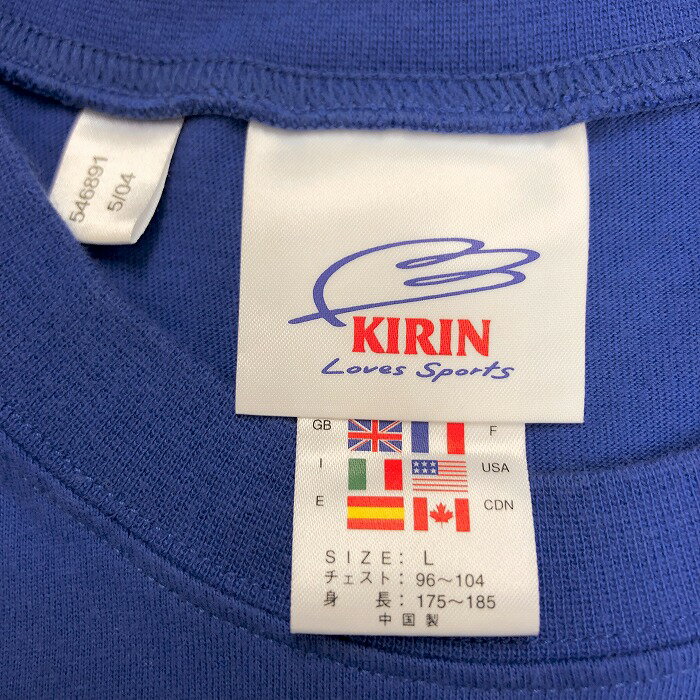 546891
5/04
KIRIN
Loves Sports
GB F
I USA
E CDN
SIZE: L
チェスト: 96~104
身長: 175~185
中国製